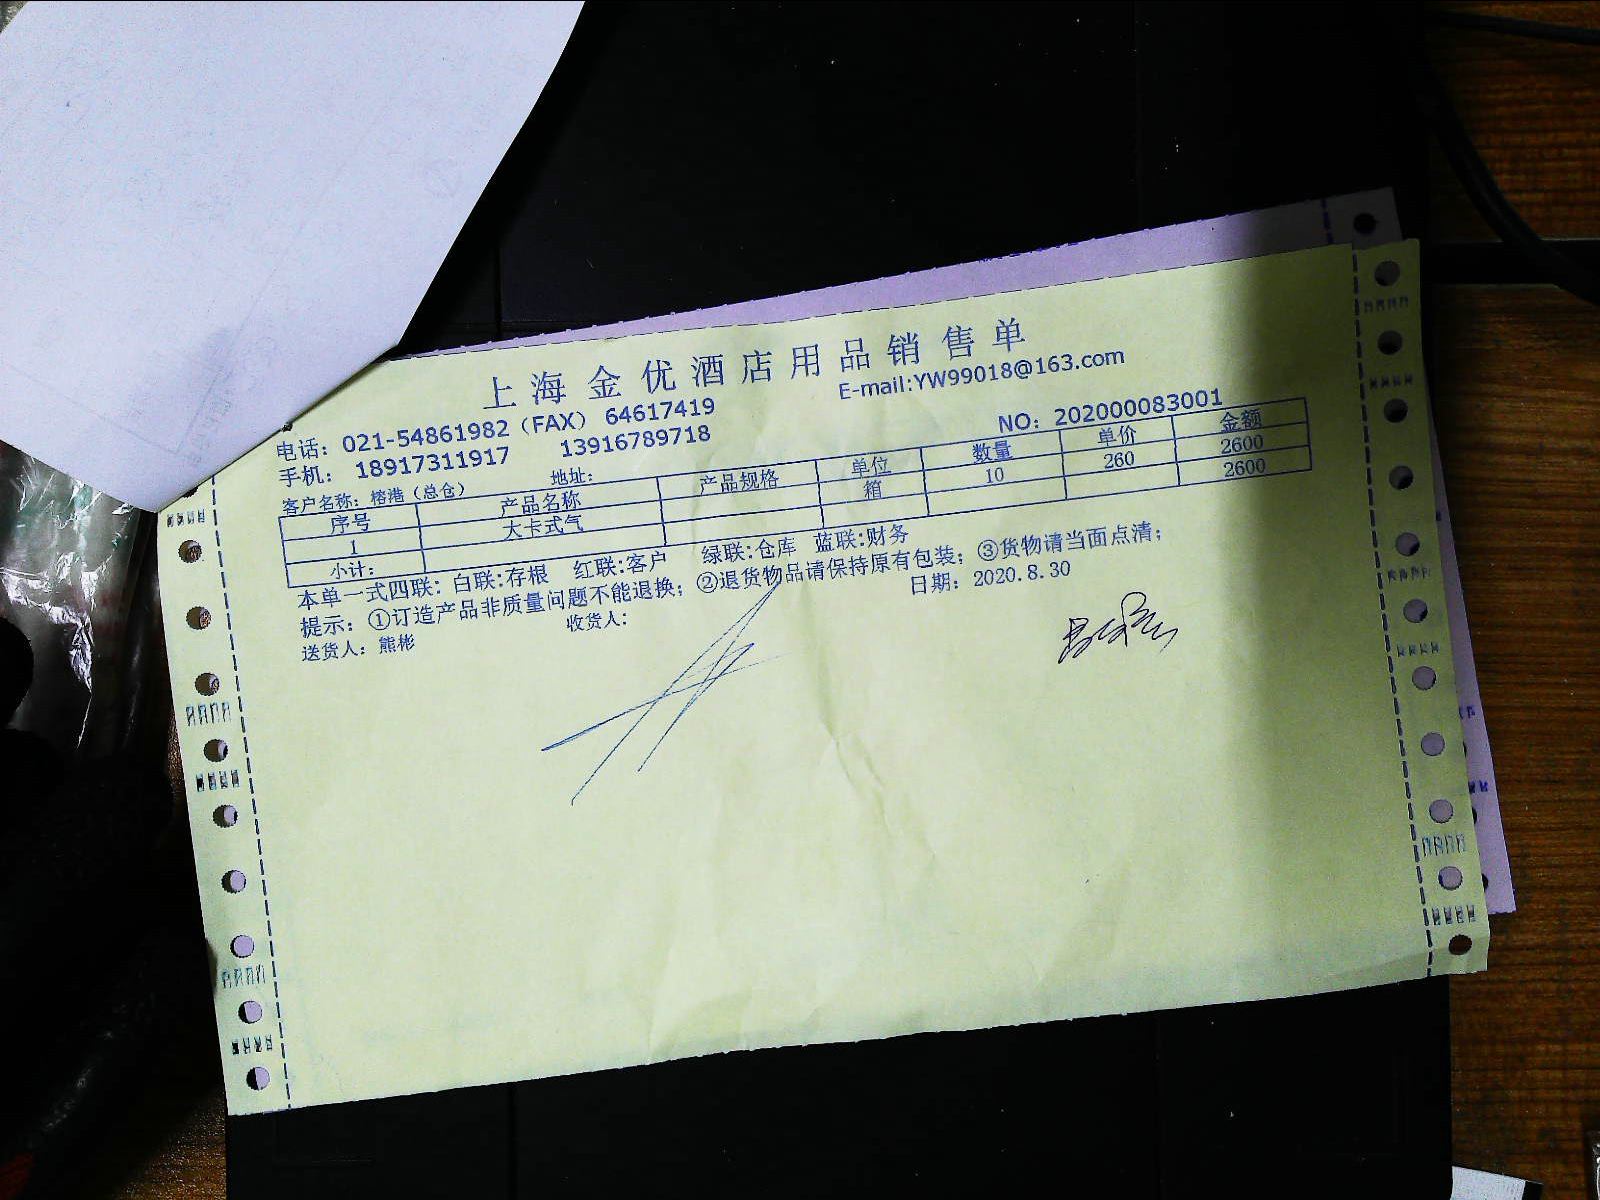 上海金优酒店用品销售单
电话：021-54861982（FAX） 64617419 E-mail:YW99018@163.com
手机： 18917311917 13916789718 NO：202000083001
客户名称：榕港（总仓） 地址：
序号 产品名称 产品规格 单位 数量 单价 金额
1 大卡式气 箱 10 260 2600
小计： 2600
本单一式四联：白联:存根 红联:客户 绿联:仓库 蓝联:财务
提示：①订造产品非质量问题不能退换；②退货物品请保持原有包装；③货物请当面点清；
送货人：熊彬 收货人： 日期：2020.8.30